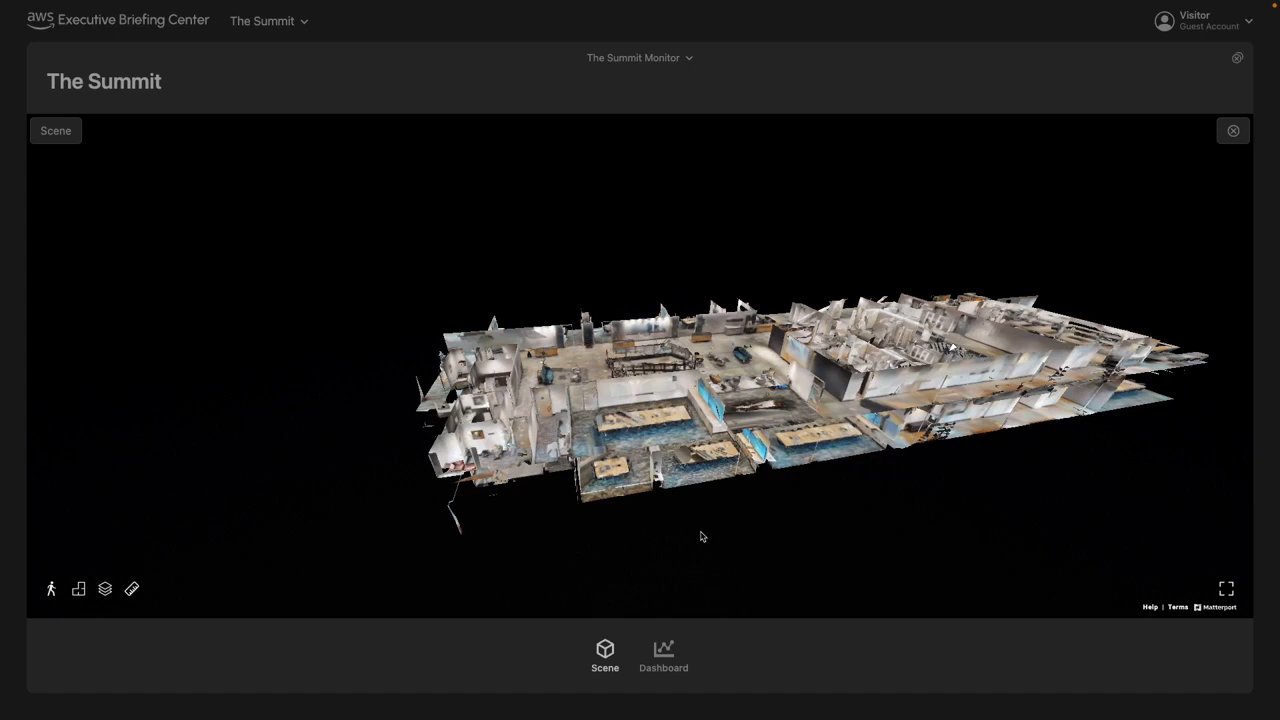 aws Executive Briefing Center
The Summit
Visitor
Guest Account
The Summit Monitor
The Summit
Scene
Help | Terms Matterport
Scene
Dashboard